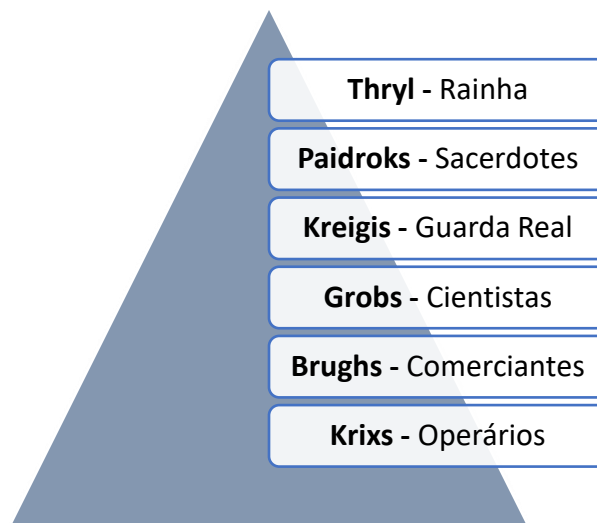 Thryl - Rainha
Paidroks - Sacerdotes
Kreigis - Guarda Real
Grobs - Cientistas
Brughs - Comerciantes
Krixs - Operários